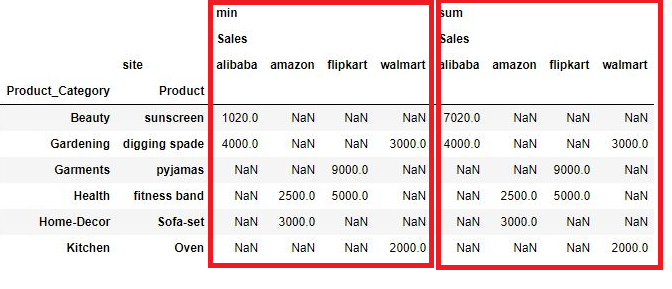 min sum
Sales Sales
site alibaba amazon flipkart walmart alibaba amazon flipkart walmart
Product_Category Product
Beauty sunscreen 1020.0 NaN NaN NaN 7020.0 NaN NaN NaN
Gardening digging spade 4000.0 NaN NaN 3000.0 4000.0 NaN NaN 3000.0
Garments pyjamas NaN NaN 9000.0 NaN NaN NaN 9000.0 NaN
Health fitness band NaN 2500.0 5000.0 NaN NaN 2500.0 5000.0 NaN
Home-Decor Sofa-set NaN 3000.0 NaN NaN NaN 3000.0 NaN NaN
Kitchen Oven NaN NaN NaN 2000.0 NaN NaN NaN 2000.0